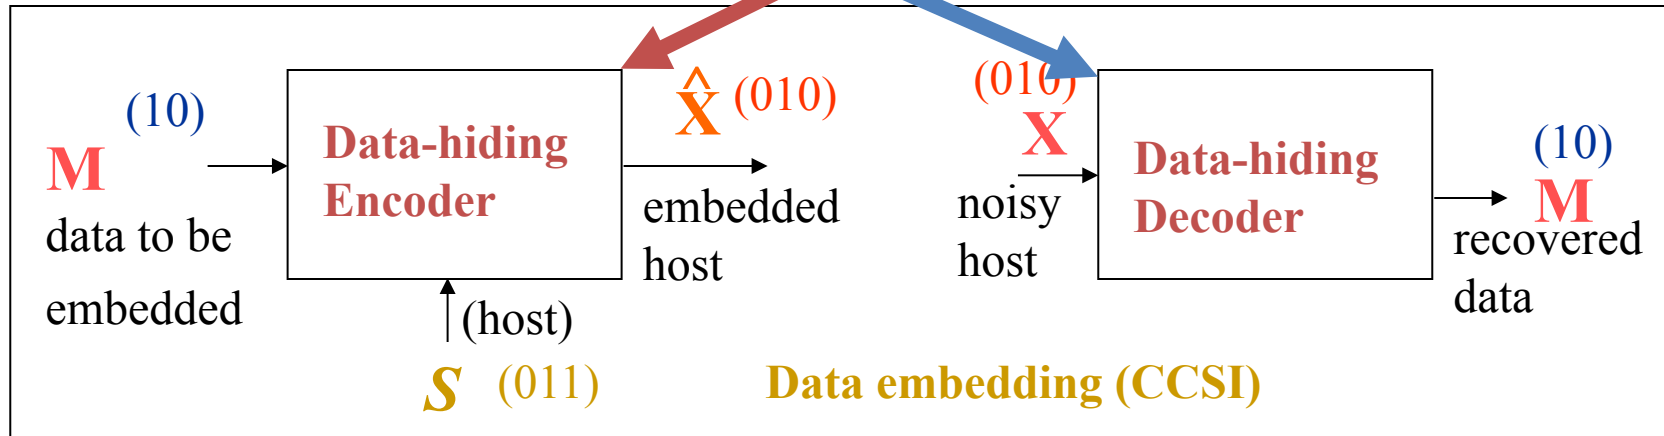 (10)
M
data to be
embedded
Data-hiding
Encoder
(host)
S (011)
X̂ (010)
embedded
host
(010)
X
noisy
host
Data-hiding
Decoder
(10)
M
recovered
data
Data embedding (CCSI)